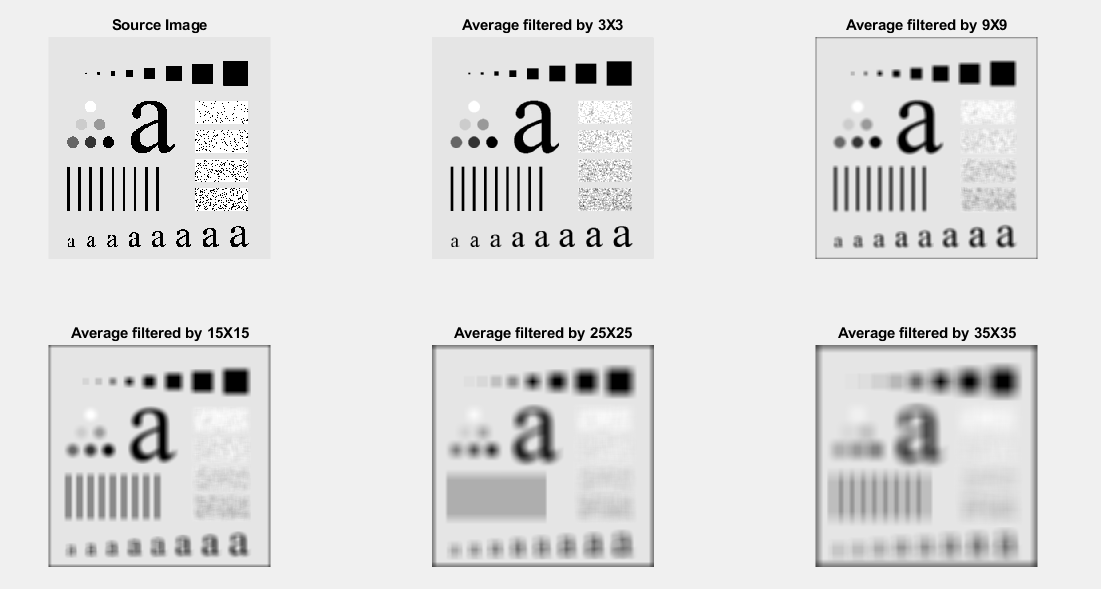 Source Image
a
a a a a a a a a
Average filtered by 3X3
a
a a a a a a a a
Average filtered by 9X9
a
a a a a a a a a
Average filtered by 15X15
a
a a a a a a a a
Average filtered by 25X25
a
Average filtered by 35X35
a